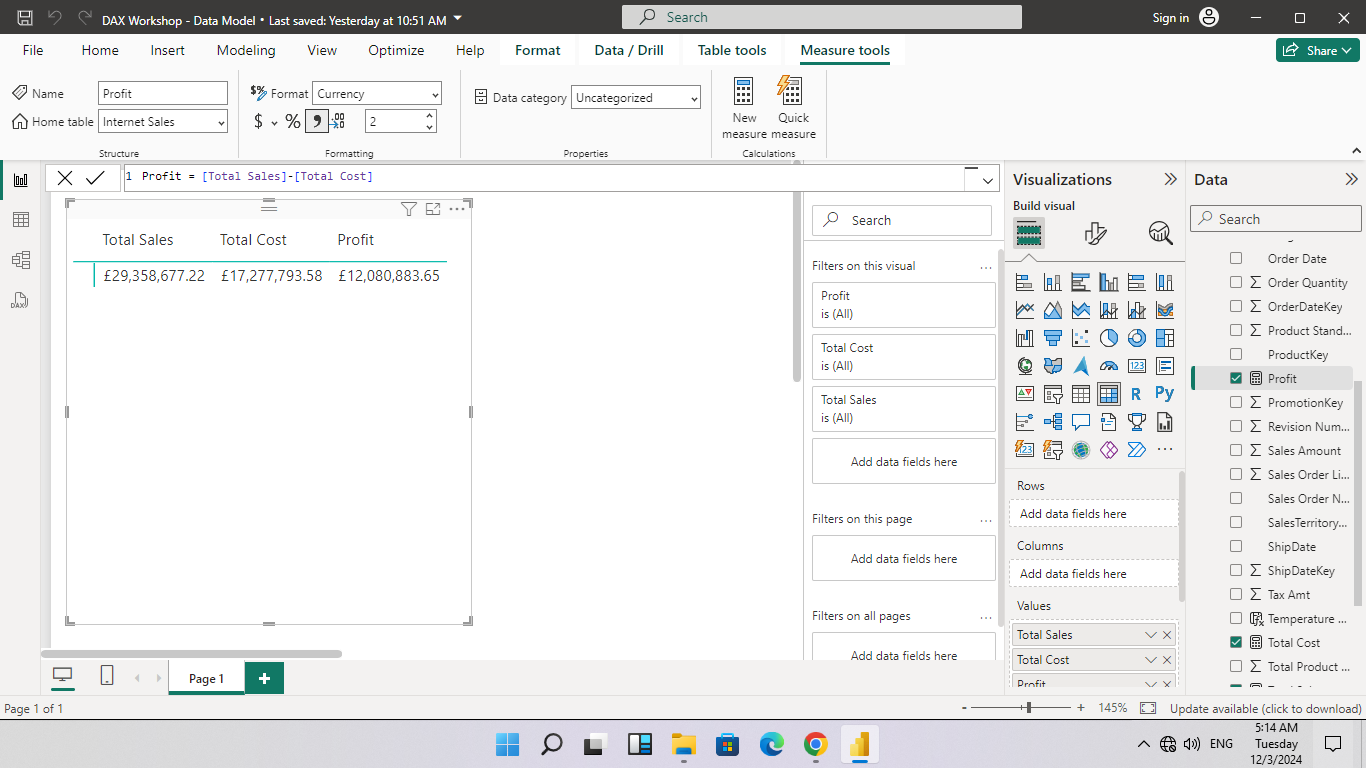 DAX Workshop - Data Model • Last saved: Yesterday at 10:51 AM
Search
Sign in
File Home Insert Modeling View Optimize Help Format Data / Drill Table tools Measure tools
Share
Name Profit
Home table Internet Sales
Structure
$% Format Currency
$ % 9 2
Formatting
Data category Uncategorized
Properties
New measure
Quick measure
Calculations
1 Profit = [Total Sales]-[Total Cost]
Total Sales Total Cost Profit
£29,358,677.22 £17,277,793.58 £12,080,883.65
Search
Filters on this visual ...
Profit
is (All)
Total Cost
is (All)
Total Sales
is (All)
Add data fields here
Filters on this page ...
Add data fields here
Filters on all pages ...
Add data fields here
Visualizations
Build visual
123
R Py
123
...
Rows
Add data fields here
Columns
Add data fields here
Values
Total Sales
Total Cost
Profit
Data
Search
Order Date
Σ Order Quantity
Σ OrderDateKey
Σ Product Stand...
ProductKey
Profit
Σ PromotionKey
Σ Revision Num...
Σ Sales Amount
Σ Sales Order Li...
Sales Order N...
SalesTerritory...
ShipDate
Σ ShipDateKey
Σ Tax Amt
Temperature ...
Total Cost
Σ Total Product ...
DAX
Page 1
+
Page 1 of 1
- + 145%
Update available (click to download)
ENG
5:14 AM
Tuesday
12/3/2024